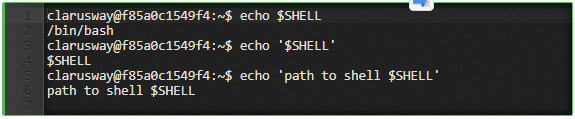 1 clarusway@f85a0c1549f4:~$ echo $SHELL
2 /bin/bash
3 clarusway@f85a0c1549f4:~$ echo '$SHELL'
4 $SHELL
5 clarusway@f85a0c1549f4:~$ echo 'path to shell $SHELL'
6 path to shell $SHELL
7